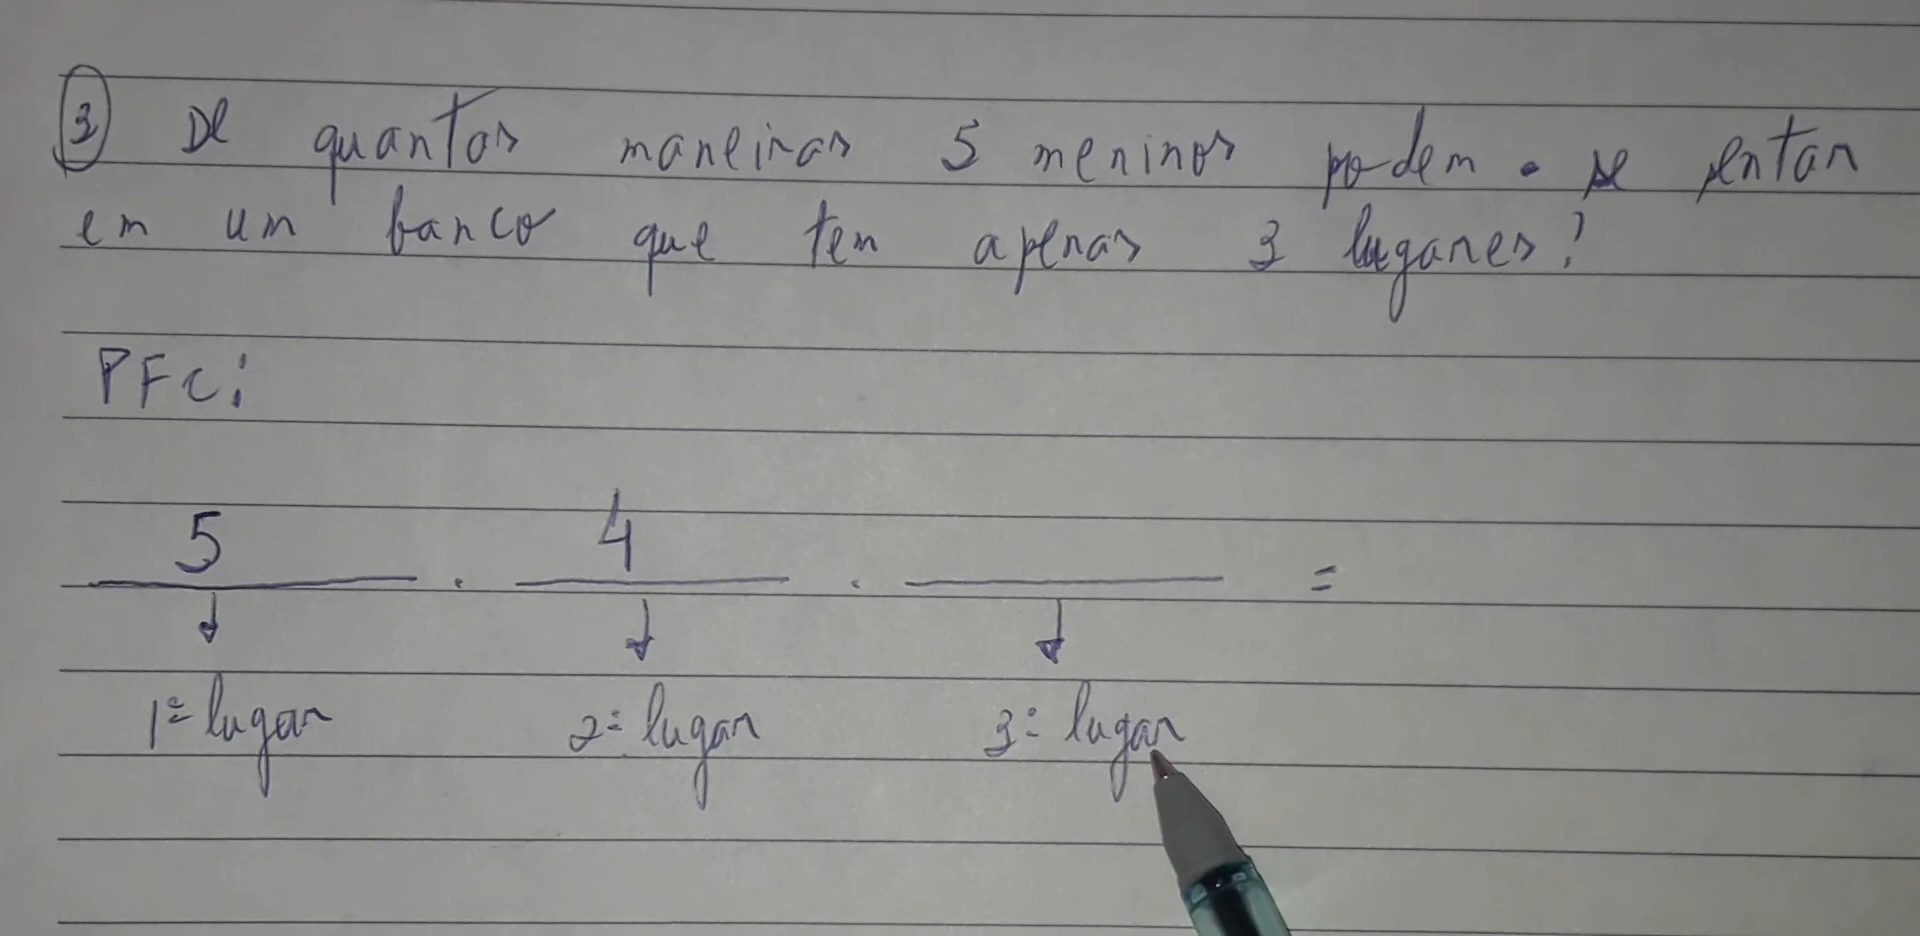 3 De quantas maneiras 5 meninos podem se sentar
em um banco que tem apenas 3 lugares?
PFC:
5 . 4 . =
1º lugar 2º lugar 3º lugar